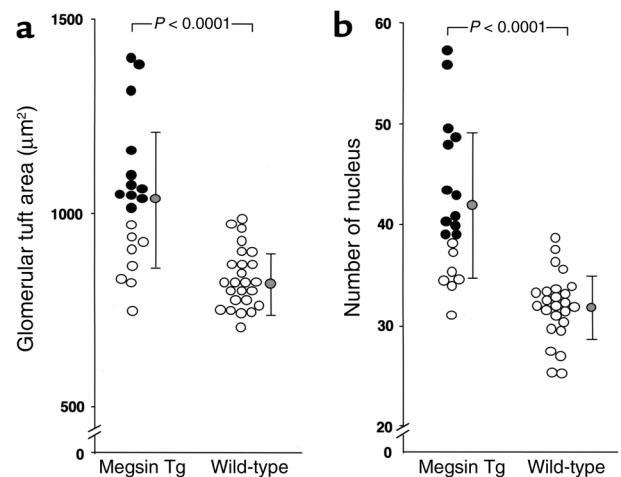 a
P < 0.0001
Glomerular tuft area (μm²)
1500
1000
500
0
Megsin Tg
Wild-type
b
P < 0.0001
Number of nucleus
60
50
40
30
20
0
Megsin Tg
Wild-type